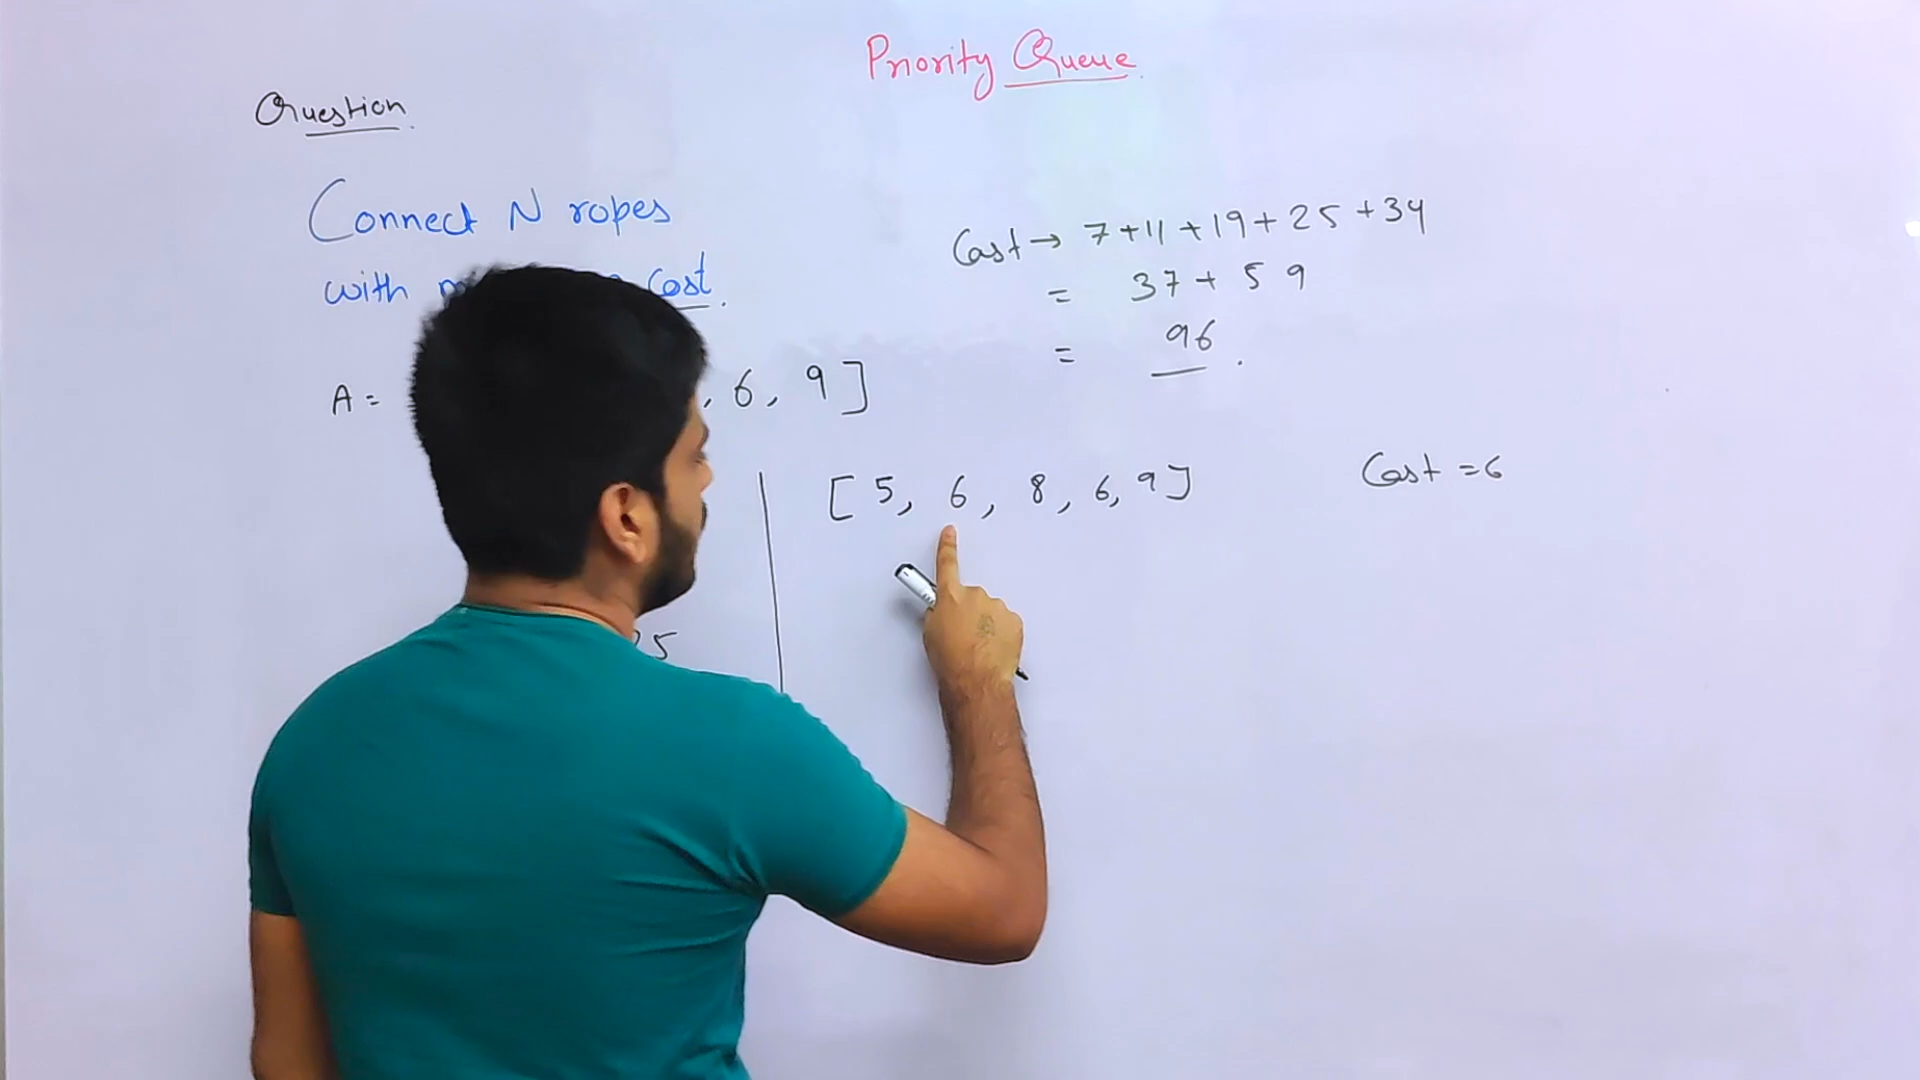 Priority Queue
Question
Connect N ropes
with cost.
A = , 6, 9 ]
25
Cost → 7+11+19+25+34
= 37+59
= 96.
[ 5, 6, 8, 6, 9 ]
Cost = 6